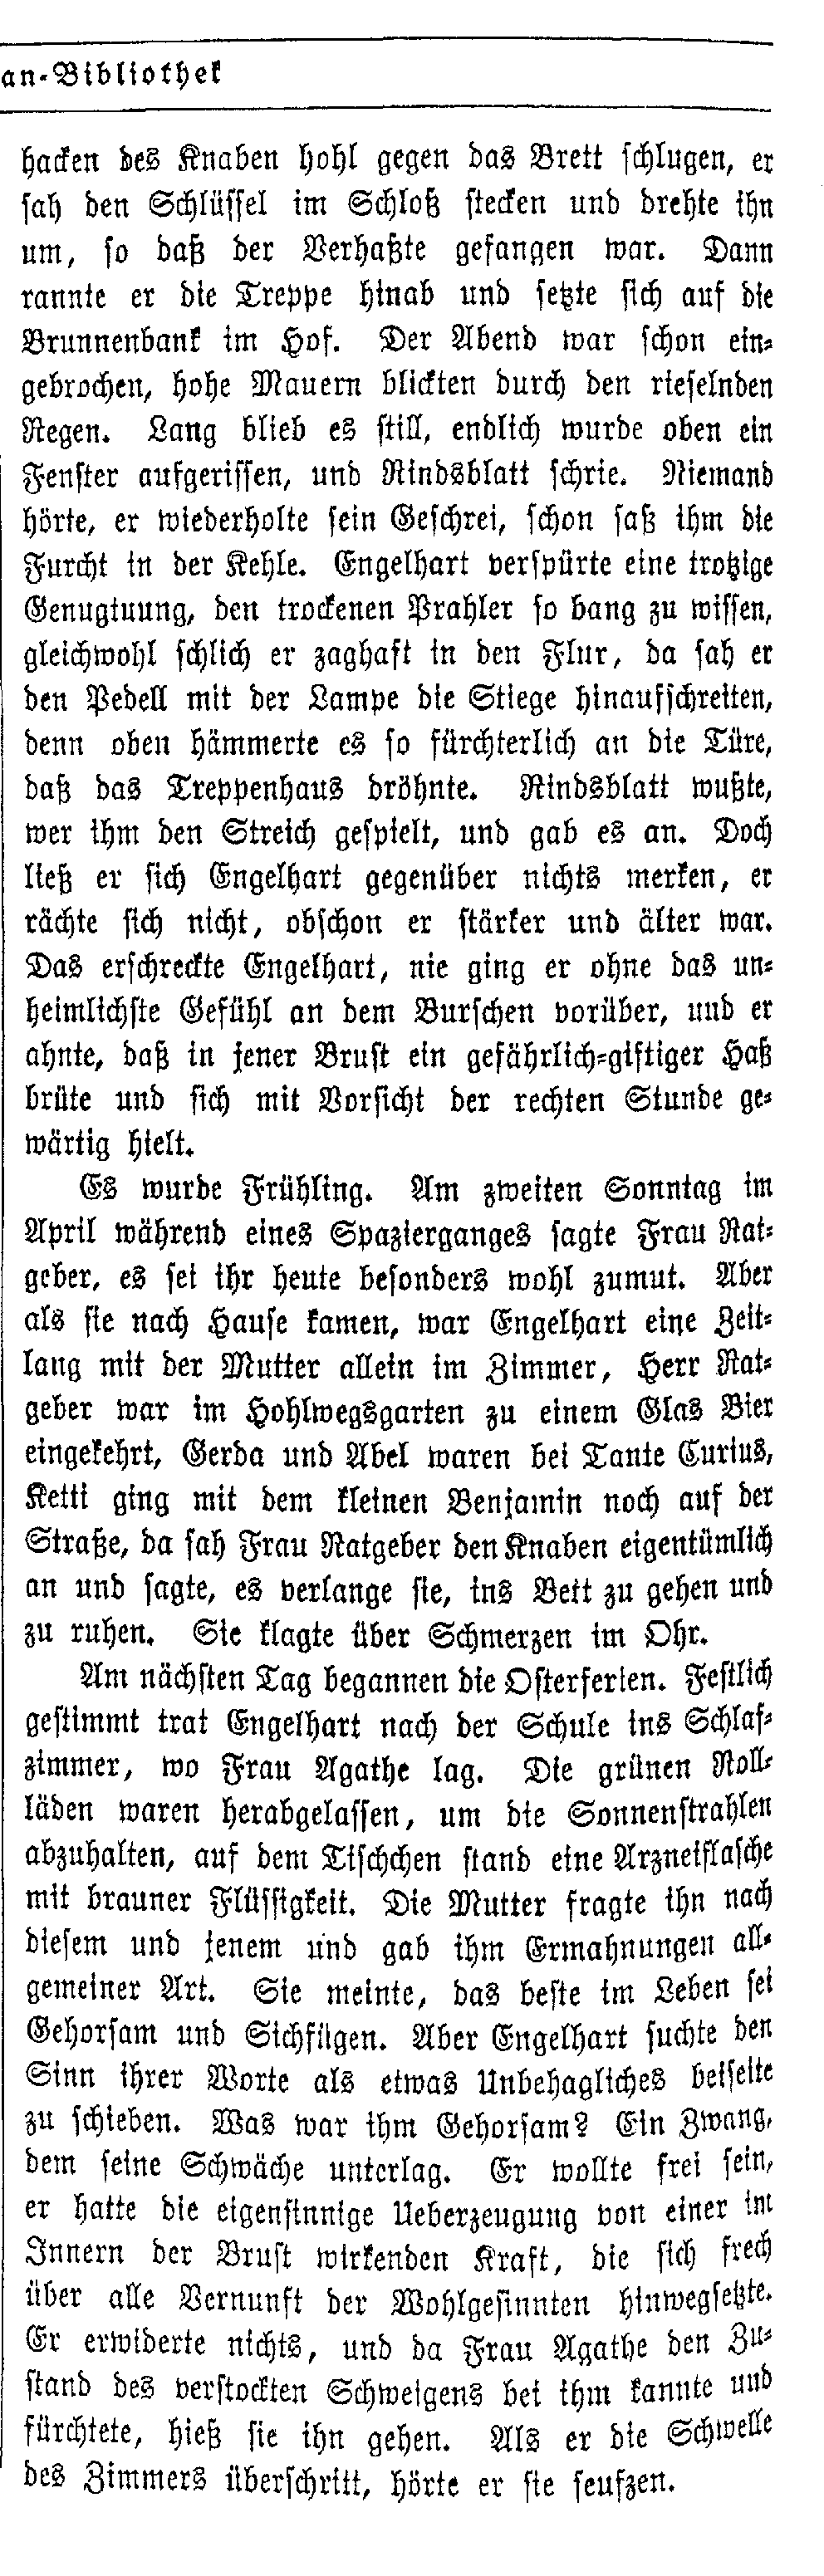 an-Bibliothek
hacken des Knaben hohl gegen das Brett schlugen, er
sah den Schlüssel im Schloß stecken und drehte ihn
um, so daß der Verhaßte gefangen war. Dann
rannte er die Treppe hinab und setzte sich auf die
Brunnenbank im Hof. Der Abend war schon ein-
gebrochen, hohe Mauern blickten durch den rieselnden
Regen. Lang blieb es still, endlich wurde oben ein
Fenster aufgerissen, und Rindsblatt schrie. Niemand
hörte, er wiederholte sein Geschrei, schon saß ihm die
Furcht in der Kehle. Engelhart verspürte eine trotzige
Genugtuung, den trockenen Prahler so bang zu wissen,
gleichwohl schlich er zaghaft in den Flur, da sah er
den Pedell mit der Lampe die Stiege hinaufschreiten,
denn oben hämmerte es so fürchterlich an die Türe,
daß das Treppenhaus dröhnte. Rindsblatt wußte,
wer ihm den Streich gespielt, und gab es an. Doch
ließ er sich Engelhart gegenüber nichts merken, er
rächte sich nicht, obschon er stärker und älter war.
Das erschreckte Engelhart, nie ging er ohne das un-
heimlichste Gefühl an dem Burschen vorüber, und er
ahnte, daß in jener Brust ein gefährlich-giftiger Haß
brüte und sich mit Vorsicht der rechten Stunde ge-
wärtig hielt.
Es wurde Frühling. Am zweiten Sonntag im
April während eines Spazierganges sagte Frau Rat-
geber, es sei ihr heute besonders wohl zumut. Aber
als sie nach Hause kamen, war Engelhart eine Zeit-
lang mit der Mutter allein im Zimmer, Herr Rat-
geber war im Hohlwegsgarten zu einem Glas Bier
eingekehrt, Gerda und Abel waren bei Tante Curius,
Ketti ging mit dem kleinen Benjamin noch auf der
Straße, da sah Frau Ratgeber den Knaben eigentümlich
an und sagte, es verlange sie, ins Bett zu gehen und
zu ruhen. Sie klagte über Schmerzen im Ohr.
Am nächsten Tag begannen die Osterferien. Festlich
gestimmt trat Engelhart nach der Schule ins Schlaf-
zimmer, wo Frau Agathe lag. Die grünen Roll-
läden waren herabgelassen, um die Sonnenstrahlen
abzuhalten, auf dem Tischchen stand eine Arzneiflasche
mit brauner Flüssigkeit. Die Mutter fragte ihn nach
diesem und jenem und gab ihm Ermahnungen all-
gemeiner Art. Sie meinte, das beste im Leben sei
Gehorsam und Sichfügen. Aber Engelhart suchte den
Sinn ihrer Worte als etwas Unbehagliches beiseite
zu schieben. Was war ihm Gehorsam? Ein Zwang,
dem seine Schwäche unterlag. Er wollte frei sein,
er hatte die eigensinnige Ueberzeugung von einer im
Innern der Brust wirkenden Kraft, die sich frech
über alle Vernunft der Wohlgesinnten hinwegsetzte.
Er erwiderte nichts, und da Frau Agathe den Zu-
stand des verstockten Schweigens bei ihm kannte und
fürchtete, hieß sie ihn gehen. Als er die Schwelle
des Zimmers überschritt, hörte er sie seufzen.